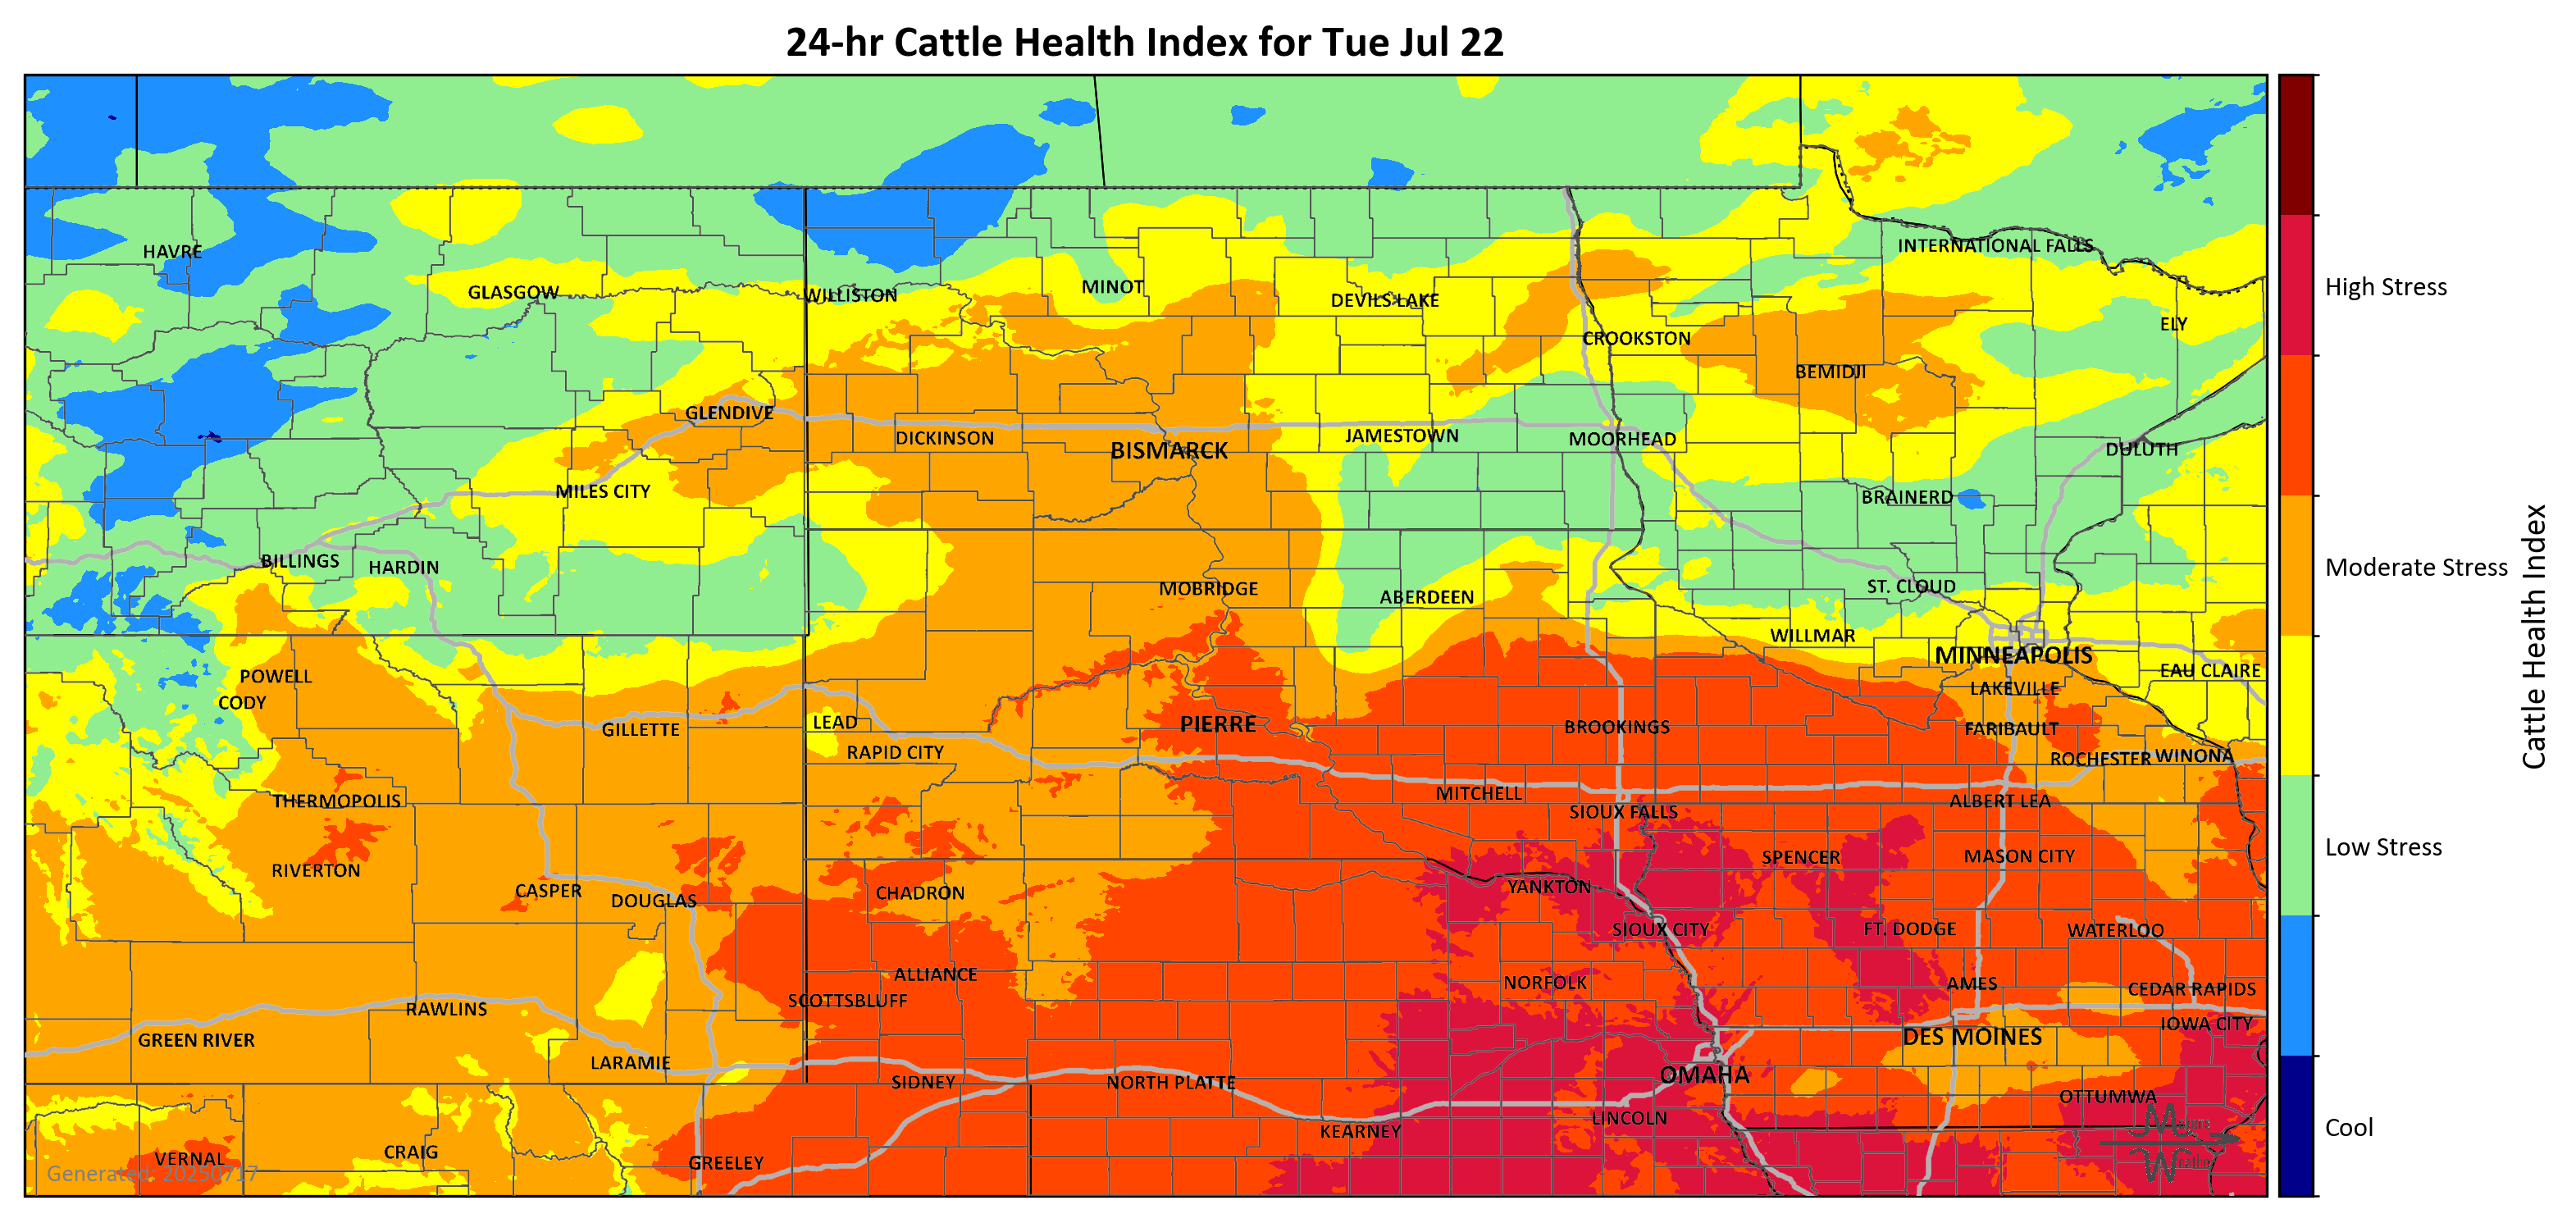 24-hr Cattle Health Index for Tue Jul 22
HAVRE
INTERNATIONAL FALLS
GLASGOW
WILLISTON
MINOT
DEVILS LAKE
High Stress
ELY
CROOKSTON
BEMIDJI
GLENDIVE
DICKINSON
BISMARCK
JAMESTOWN
MOORHEAD
DULUTH
MILES CITY
BRAINERD
BILLINGS
HARDIN
MOBRIDGE
ABERDEEN
ST. CLOUD
Moderate Stress
WILLMAR
MINNEAPOLIS
EAU CLAIRE
POWELL
CODY
LAKEVILLE
GILLETTE
LEAD
PIERRE
BROOKINGS
FARIBAULT
RAPID CITY
ROCHESTER
WINONA
Cattle Health Index
THERMOPOLIS
MITCHELL
SIOUX FALLS
ALBERT LEA
RIVERTON
SPENCER
MASON CITY
Low Stress
CASPER
DOUGLAS
CHADRON
YANKTON
SIOUX CITY
FT. DODGE
WATERLOO
ALLIANCE
NORFOLK
AMES
CEDAR RAPIDS
SCOTTSBLUFF
RAWLINS
GREEN RIVER
IOWA CITY
DES MOINES
LARAMIE
SIDNEY
NORTH PLATTE
OMAHA
OTTUMWA
LINCOLN
KEARNEY
Cool
VERNAL
CRAIG
GREELEY
Generated: 20250717